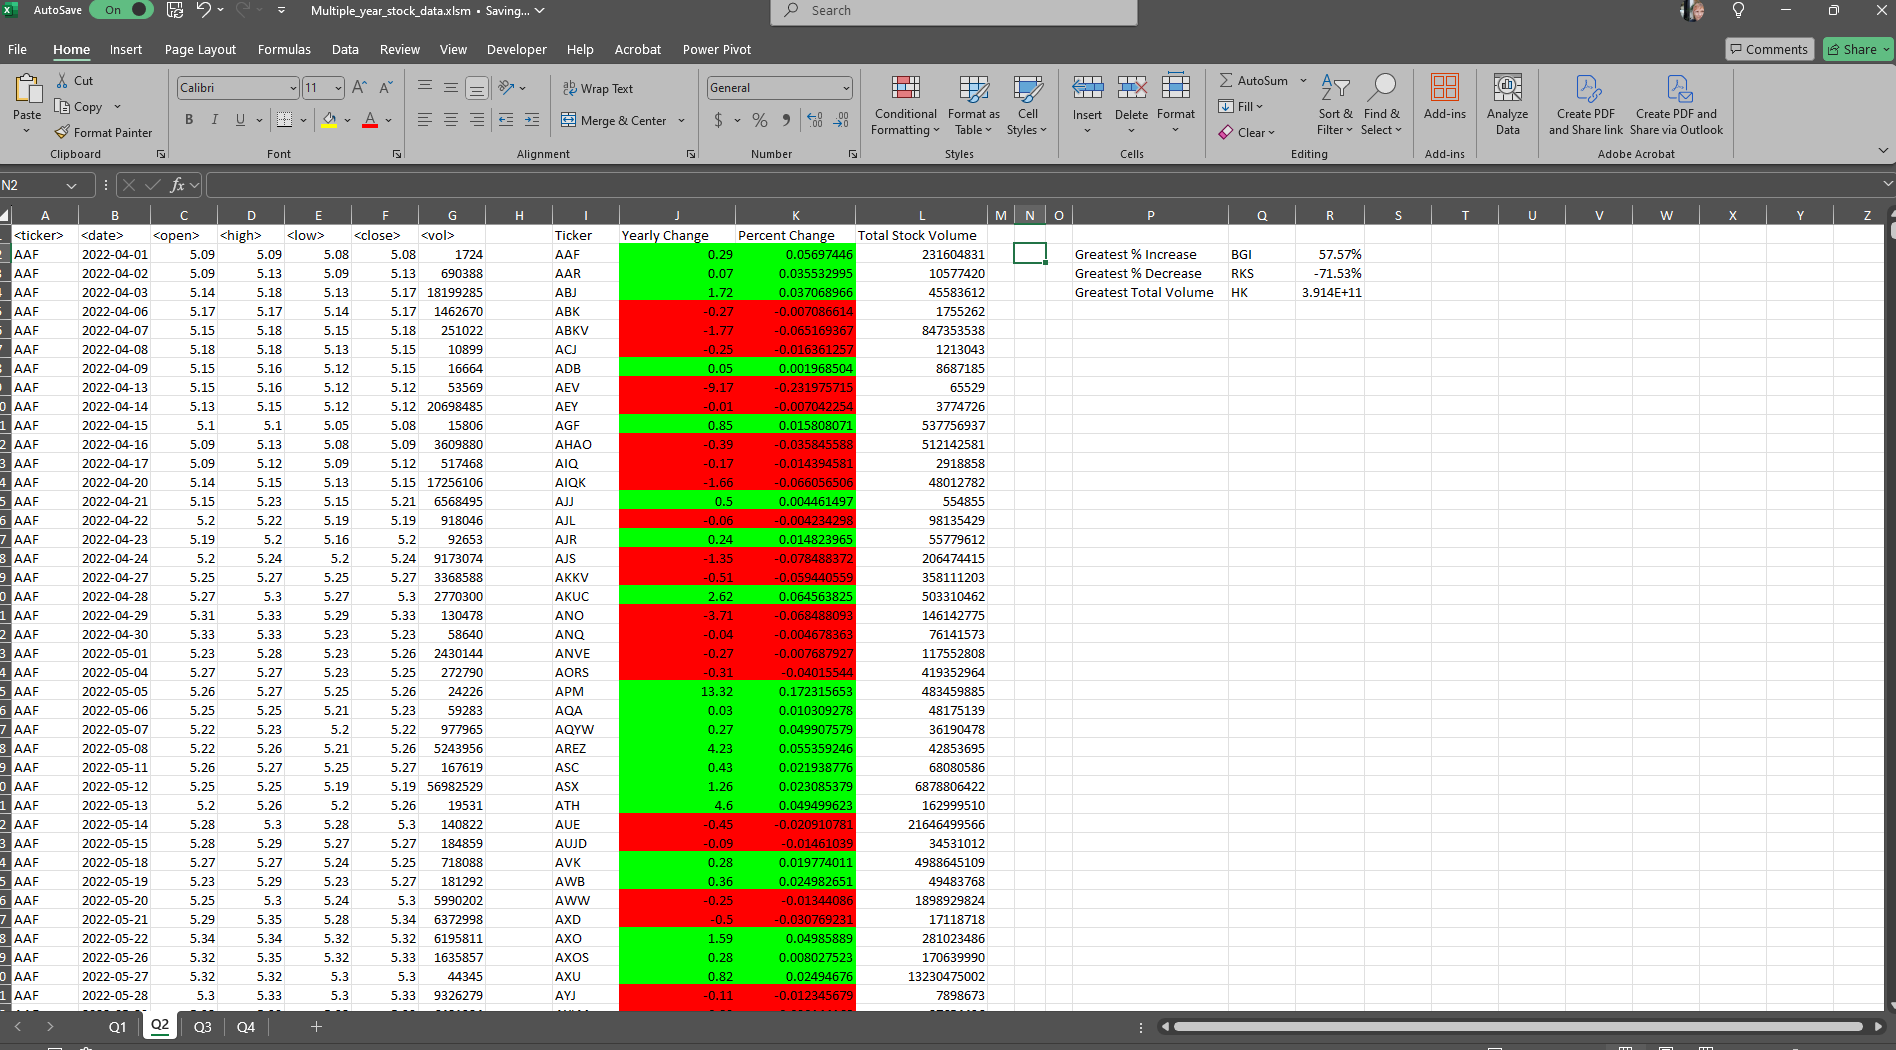 AutoSave On Multiple_year_stock_data.xlsm • Saving... Search
File Home Insert Page Layout Formulas Data Review View Developer Help Acrobat Power Pivot Comments Share
Paste Cut Copy Format Painter Clipboard
Calibri 11 B I U A A A Font
ab Wrap Text Merge & Center Alignment
General $ % Number
Conditional Formatting Format as Table Cell Styles Styles
Insert Delete Format Cells
AutoSum Fill Clear Sort & Filter Find & Select Editing
Add-ins Add-ins
Analyze Data
Create PDF and Share link Create PDF and Share via Outlook Adobe Acrobat
N2 fx
A B C D E F G H I J K L M N O P Q R S T U V W X Y Z
<ticker> <date> <open> <high> <low> <close> <vol> Ticker Yearly Change Percent Change Total Stock Volume
AAF 2022-04-01 5.09 5.09 5.08 5.08 1724 AAF 0.29 0.05697446 231604831 Greatest % Increase BGI 57.57%
AAF 2022-04-02 5.09 5.13 5.09 5.13 690388 AAR 0.07 0.035532995 10577420 Greatest % Decrease RKS -71.53%
AAF 2022-04-03 5.14 5.18 5.13 5.17 18199285 ABJ 1.72 0.037068966 45583612 Greatest Total Volume HK 3.914E+11
AAF 2022-04-06 5.17 5.17 5.14 5.17 1462670 ABK -0.27 -0.007086614 1755262
AAF 2022-04-07 5.15 5.18 5.15 5.18 251022 ABKV -1.77 -0.065169367 847353538
AAF 2022-04-08 5.18 5.18 5.13 5.15 10899 ACJ -0.25 -0.016361257 1213043
AAF 2022-04-09 5.15 5.16 5.12 5.15 16664 ADB 0.05 0.001968504 8687185
AAF 2022-04-13 5.15 5.16 5.12 5.12 53569 AEV -9.17 -0.231975715 65529
AAF 2022-04-14 5.13 5.15 5.12 5.12 20698485 AEY -0.01 -0.007042254 3774726
AAF 2022-04-15 5.1 5.1 5.05 5.08 15806 AGF 0.85 0.015808071 537756937
AAF 2022-04-16 5.09 5.13 5.08 5.09 3609880 AHAO -0.39 -0.035845588 512142581
AAF 2022-04-17 5.09 5.12 5.09 5.12 517468 AIQ -0.17 -0.014394581 2918858
AAF 2022-04-20 5.14 5.15 5.13 5.15 17256106 AIQK -1.66 -0.066056506 48012782
AAF 2022-04-21 5.15 5.23 5.15 5.21 6568495 AJJ 0.5 0.004461497 554855
AAF 2022-04-22 5.2 5.22 5.19 5.19 918046 AJL -0.06 -0.004234298 98135429
AAF 2022-04-23 5.19 5.2 5.16 5.2 92653 AJR 0.24 0.014823965 55779612
AAF 2022-04-24 5.2 5.24 5.2 5.24 9173074 AJS -1.35 -0.078488372 206474415
AAF 2022-04-27 5.25 5.27 5.25 5.27 3368588 AKKV -0.51 -0.059440559 358111203
AAF 2022-04-28 5.27 5.3 5.27 5.3 2770300 AKUC 2.62 0.064563825 503310462
AAF 2022-04-29 5.31 5.33 5.29 5.33 130478 ANO -3.71 -0.068488093 146142775
AAF 2022-04-30 5.33 5.33 5.23 5.23 58640 ANQ -0.04 -0.004678363 76141573
AAF 2022-05-01 5.23 5.28 5.23 5.26 2430144 ANVE -0.27 -0.007687927 117552808
AAF 2022-05-04 5.27 5.27 5.23 5.25 272790 AORS -0.31 -0.04015544 419352964
AAF 2022-05-05 5.26 5.27 5.25 5.26 24226 APM 13.32 0.172315653 483459885
AAF 2022-05-06 5.25 5.25 5.21 5.23 59283 AQA 0.03 0.010309278 48175139
AAF 2022-05-07 5.22 5.23 5.2 5.22 977965 AQYW 0.27 0.049907579 36190478
AAF 2022-05-08 5.22 5.26 5.21 5.26 5243956 AREZ 4.23 0.055359246 42853695
AAF 2022-05-11 5.26 5.27 5.25 5.27 167619 ASC 0.43 0.021938776 68080586
AAF 2022-05-12 5.25 5.25 5.19 5.19 56982529 ASX 1.26 0.023085379 6878806422
AAF 2022-05-13 5.2 5.26 5.2 5.26 19531 ATH 4.6 0.049499623 162999510
AAF 2022-05-14 5.28 5.3 5.28 5.3 140822 AUE -0.45 -0.020910781 21646499566
AAF 2022-05-15 5.28 5.29 5.27 5.27 184859 AUJD -0.09 -0.01461039 34531012
AAF 2022-05-18 5.27 5.27 5.24 5.25 718088 AVK 0.28 0.019774011 4988645109
AAF 2022-05-19 5.23 5.29 5.23 5.27 181292 AWB 0.36 0.024982651 49483768
AAF 2022-05-20 5.25 5.3 5.24 5.3 5990202 AWW -0.25 -0.01344086 1898929824
AAF 2022-05-21 5.29 5.35 5.28 5.34 6372998 AXD -0.5 -0.030769231 17118718
AAF 2022-05-22 5.34 5.34 5.32 5.32 6195811 AXO 1.59 0.04985889 281023486
AAF 2022-05-26 5.32 5.35 5.32 5.33 1635857 AXOS 0.28 0.008027523 170639990
AAF 2022-05-27 5.32 5.32 5.3 5.3 44345 AXU 0.82 0.02494676 13230475002
AAF 2022-05-28 5.3 5.33 5.3 5.33 9326279 AYJ -0.11 -0.012345679 7898673
Q1 Q2 Q3 Q4